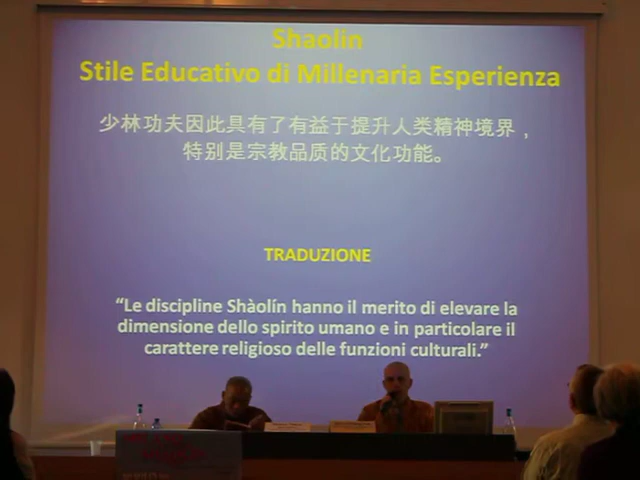 Shaolin
Stile Educativo di Millenaria Esperienza
少林功夫因此具有了有益于提升人类精神境界，
特别是宗教品质的文化功能。
TRADUZIONE
“Le discipline Shàolín hanno il merito di elevare la
dimensione dello spirito umano e in particolare il
carattere religioso delle funzioni culturali.”